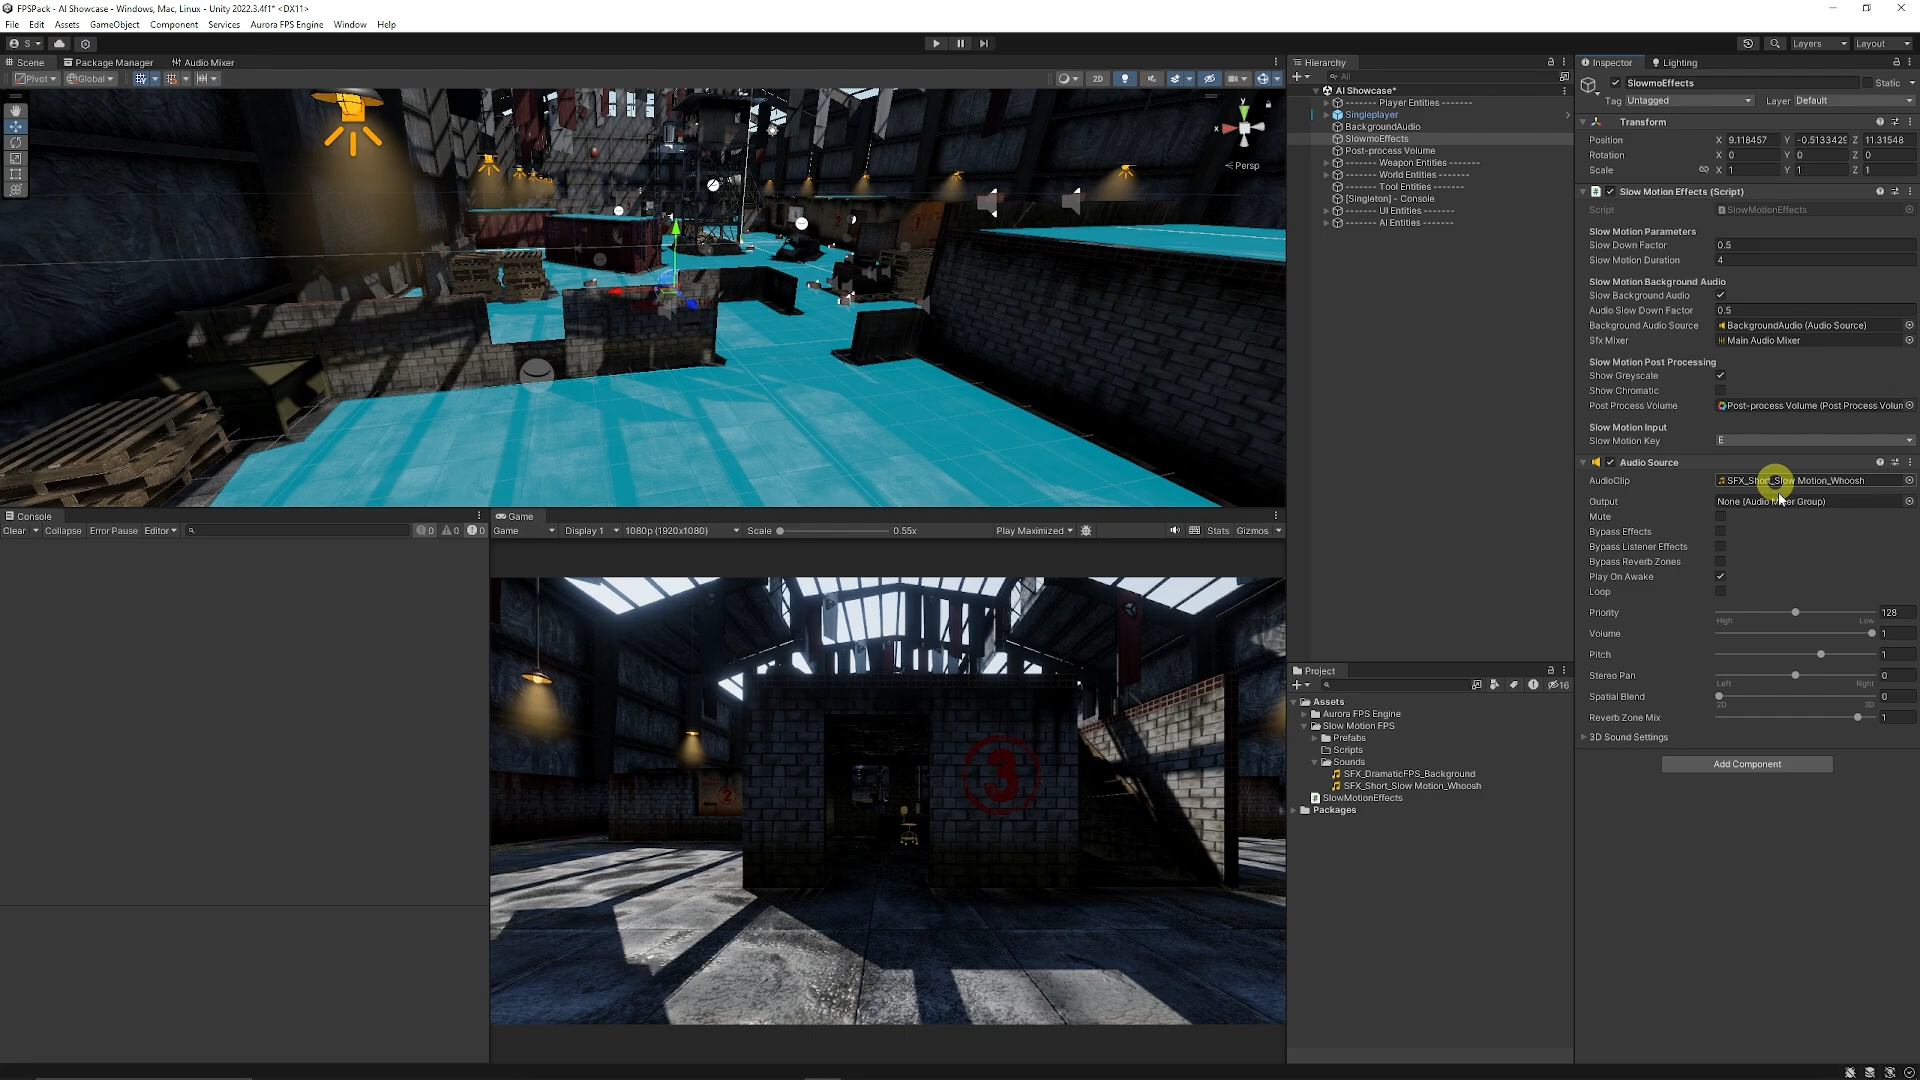 FPSPack - AI Showcase - Windows, Mac, Linux - Unity 2022.3.4f1* <DX11>
File Edit Assets GameObject Component Services Aurora FPS Engine Window Help
S
Layers Layout
Scene Package Manager Audio Mixer
Pivot Global
2D
y
x
Persp
Console
Clear Collapse Error Pause Editor 0 0 0
Game
Game Display 1 1080p (1920x1080) Scale 0.55x Play Maximized Stats Gizmos
2
3
Hierarchy
All
AI Showcase*
------- Player Entities -------
Singleplayer
BackgroundAudio
SlowmoEffects
Post-process Volume
------- Weapon Entities -------
------- World Entities -------
------- Tool Entities -------
[Singleton] - Console
------- UI Entities -------
------- AI Entities -------
Project
16
Assets
Aurora FPS Engine
Slow Motion FPS
Prefabs
Scripts
Sounds
SFX_DramaticFPS_Background
SFX_Short_Slow Motion_Whoosh
SlowMotionEffects
Packages
Inspector Lighting
SlowmoEffects Static
Tag Untagged Layer Default
Transform
Position X 9.118457 Y -0.5133429 Z 11.31548
Rotation X 0 Y 0 Z 0
Scale X 1 Y 1 Z 1
Slow Motion Effects (Script)
Script SlowMotionEffects
Slow Motion Parameters
Slow Down Factor 0.5
Slow Motion Duration 4
Slow Motion Background Audio
Slow Background Audio
Audio Slow Down Factor 0.5
Background Audio Source BackgroundAudio (Audio Source)
Sfx Mixer Main Audio Mixer
Slow Motion Post Processing
Show Greyscale
Show Chromatic
Post Process Volume Post-process Volume (Post Process Volun
Slow Motion Input
Slow Motion Key E
Audio Source
AudioClip SFX_Short_Slow Motion_Whoosh
Output None (Audio Mixer Group)
Mute
Bypass Effects
Bypass Listener Effects
Bypass Reverb Zones
Play On Awake
Loop
Priority 128
High Low
Volume 1
Pitch 1
Stereo Pan 0
Left Right
Spatial Blend 0
2D 3D
Reverb Zone Mix 1
3D Sound Settings
Add Component